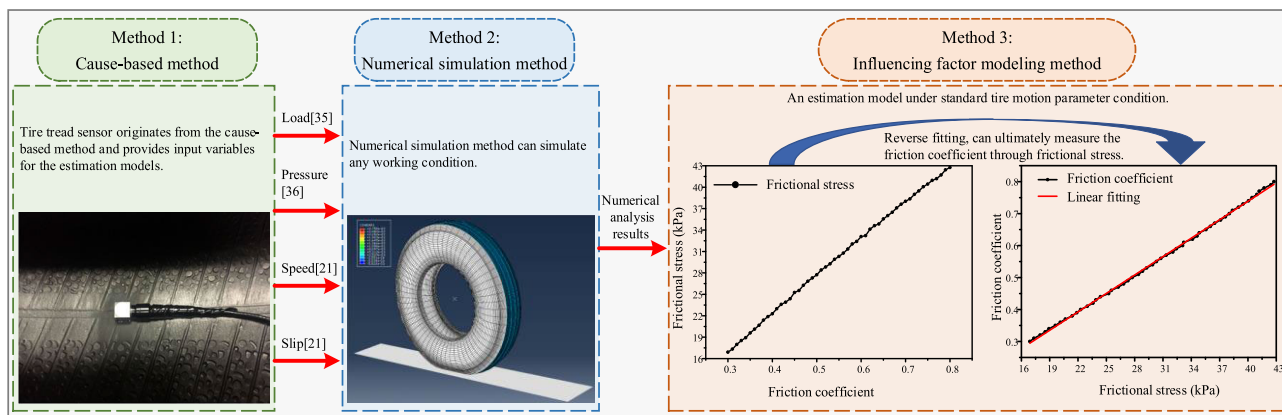 Method 1:
Cause-based method
Tire tread sensor originates from the cause-
based method and provides input variables
for the estimation models.
Load[35]
Pressure
[36]
Speed[21]
Slip[21]
Method 2:
Numerical simulation method
Numerical simulation method can simulate
any working condition.
Numerical
analysis
results
Method 3:
Influencing factor modeling method
An estimation model under standard tire motion parameter condition.
Reverse fitting, can ultimately measure the
friction coefficient through frictional stress.
Frictional stress
Frictional stress (kPa)
43
40
37
34
31
28
25
22
19
16
0.3 0.4 0.5 0.6 0.7 0.8
Friction coefficient
Friction coefficient
Linear fitting
Friction coefficient
0.8
0.7
0.6
0.5
0.4
0.3
16 19 22 25 28 31 34 37 40 43
Frictional stress (kPa)